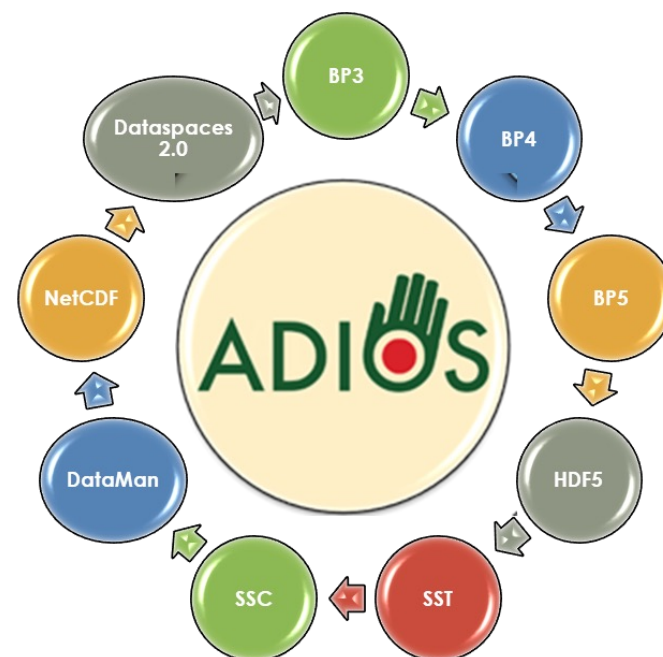 BP3
BP4
BP5
HDF5
SST
SSC
DataMan
NetCDF
Dataspaces
2.0
ADIOS